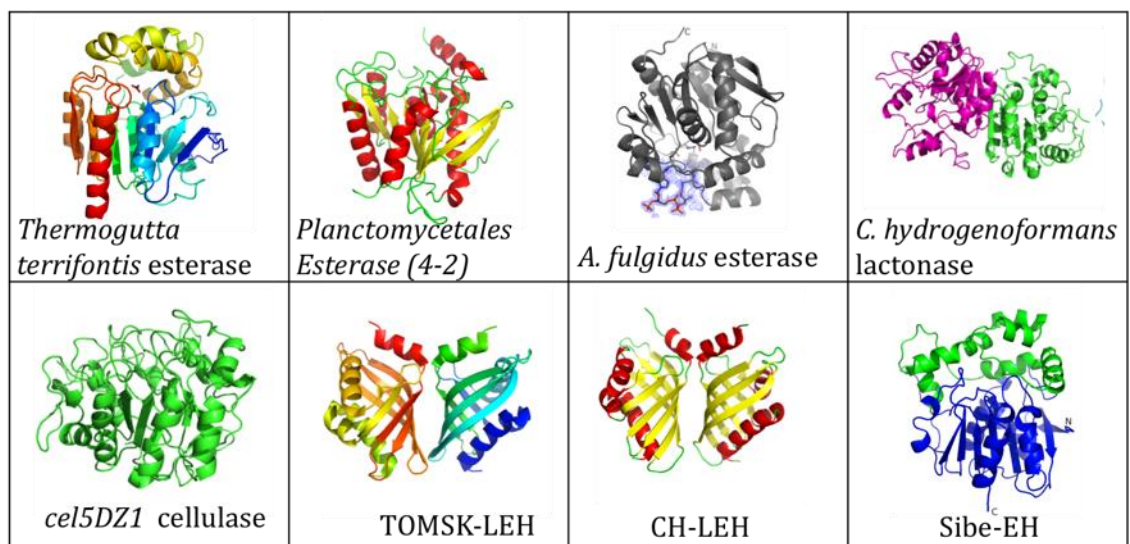 C
N
Thermogutta
terrifontis esterase
Planctomycetales
Esterase (4-2)
A. fulgidus esterase
C. hydrogenoformans
lactonase
N
C
cel5DZ1 cellulase
TOMSK-LEH
CH-LEH
Sibe-EH